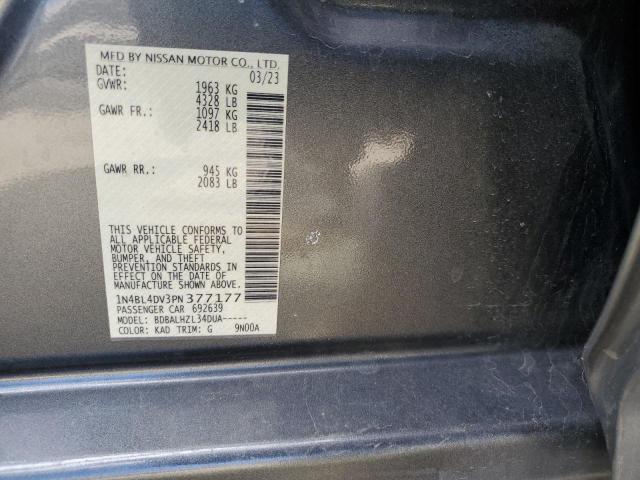 MFD BY NISSAN MOTOR CO., LTD.
DATE: 03/23
GVWR: 1963 KG
4328 LB
GAWR FR.: 1097 KG
2418 LB
GAWR RR.: 945 KG
2083 LB
THIS VEHICLE CONFORMS TO
ALL APPLICABLE FEDERAL
MOTOR VEHICLE SAFETY,
BUMPER, AND THEFT
PREVENTION STANDARDS IN
EFFECT ON THE DATE OF
MANUFACTURE SHOWN ABOVE.
1N4BL4DV3PN377177
PASSENGER CAR 692639
MODEL: BDBALHZL34DUA-----
COLOR: KAD TRIM: G 9N00A